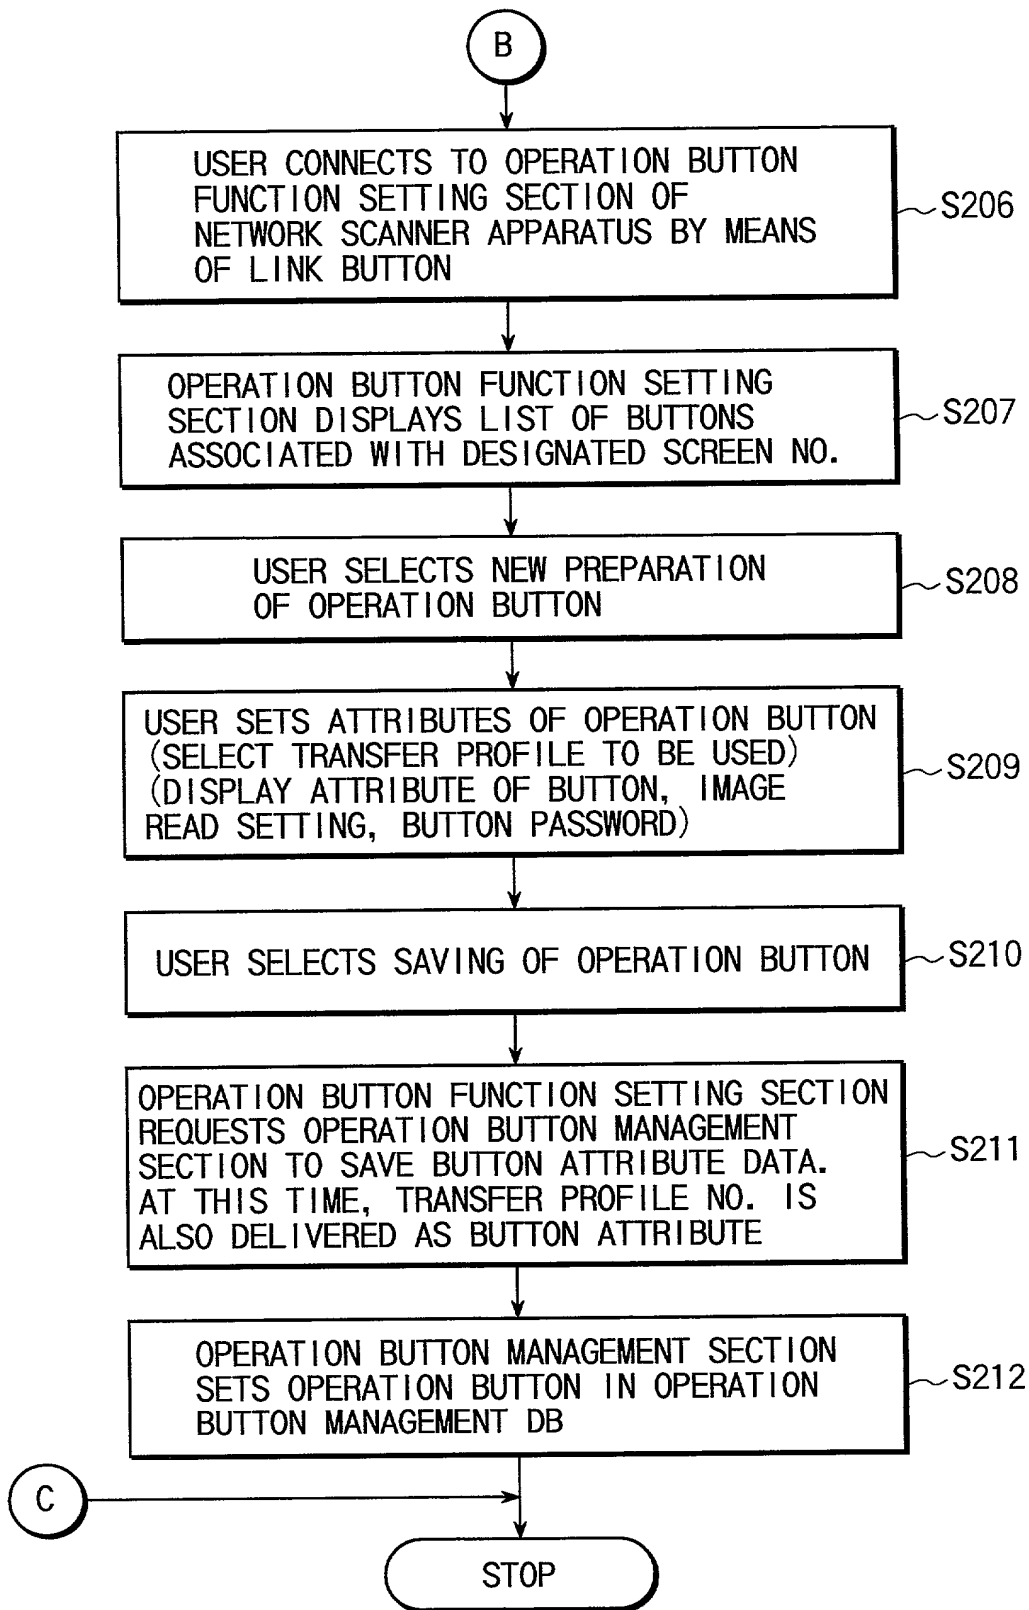 B
USER CONNECTS TO OPERATION BUTTON
FUNCTION SETTING SECTION OF
NETWORK SCANNER APPARATUS BY MEANS
OF LINK BUTTON
S206
OPERATION BUTTON FUNCTION SETTING
SECTION DISPLAYS LIST OF BUTTONS
ASSOCIATED WITH DESIGNATED SCREEN NO.
S207
USER SELECTS NEW PREPARATION
OF OPERATION BUTTON
S208
USER SETS ATTRIBUTES OF OPERATION BUTTON
(SELECT TRANSFER PROFILE TO BE USED)
(DISPLAY ATTRIBUTE OF BUTTON, IMAGE
READ SETTING, BUTTON PASSWORD)
S209
USER SELECTS SAVING OF OPERATION BUTTON
S210
OPERATION BUTTON FUNCTION SETTING SECTION
REQUESTS OPERATION BUTTON MANAGEMENT
SECTION TO SAVE BUTTON ATTRIBUTE DATA.
AT THIS TIME, TRANSFER PROFILE NO. IS
ALSO DELIVERED AS BUTTON ATTRIBUTE
S211
OPERATION BUTTON MANAGEMENT SECTION
SETS OPERATION BUTTON IN OPERATION
BUTTON MANAGEMENT DB
S212
C
STOP